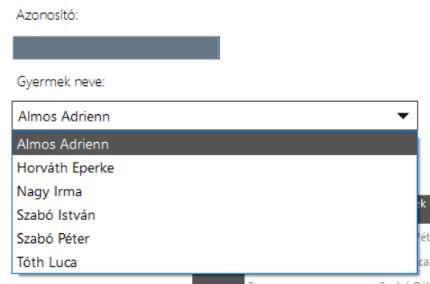 Azonosító:
Gyermek neve:
Almos Adrienn
Almos Adrienn
Horváth Eperke
Nagy Irma
Szabó István
Szabó Péter
Tóth Luca